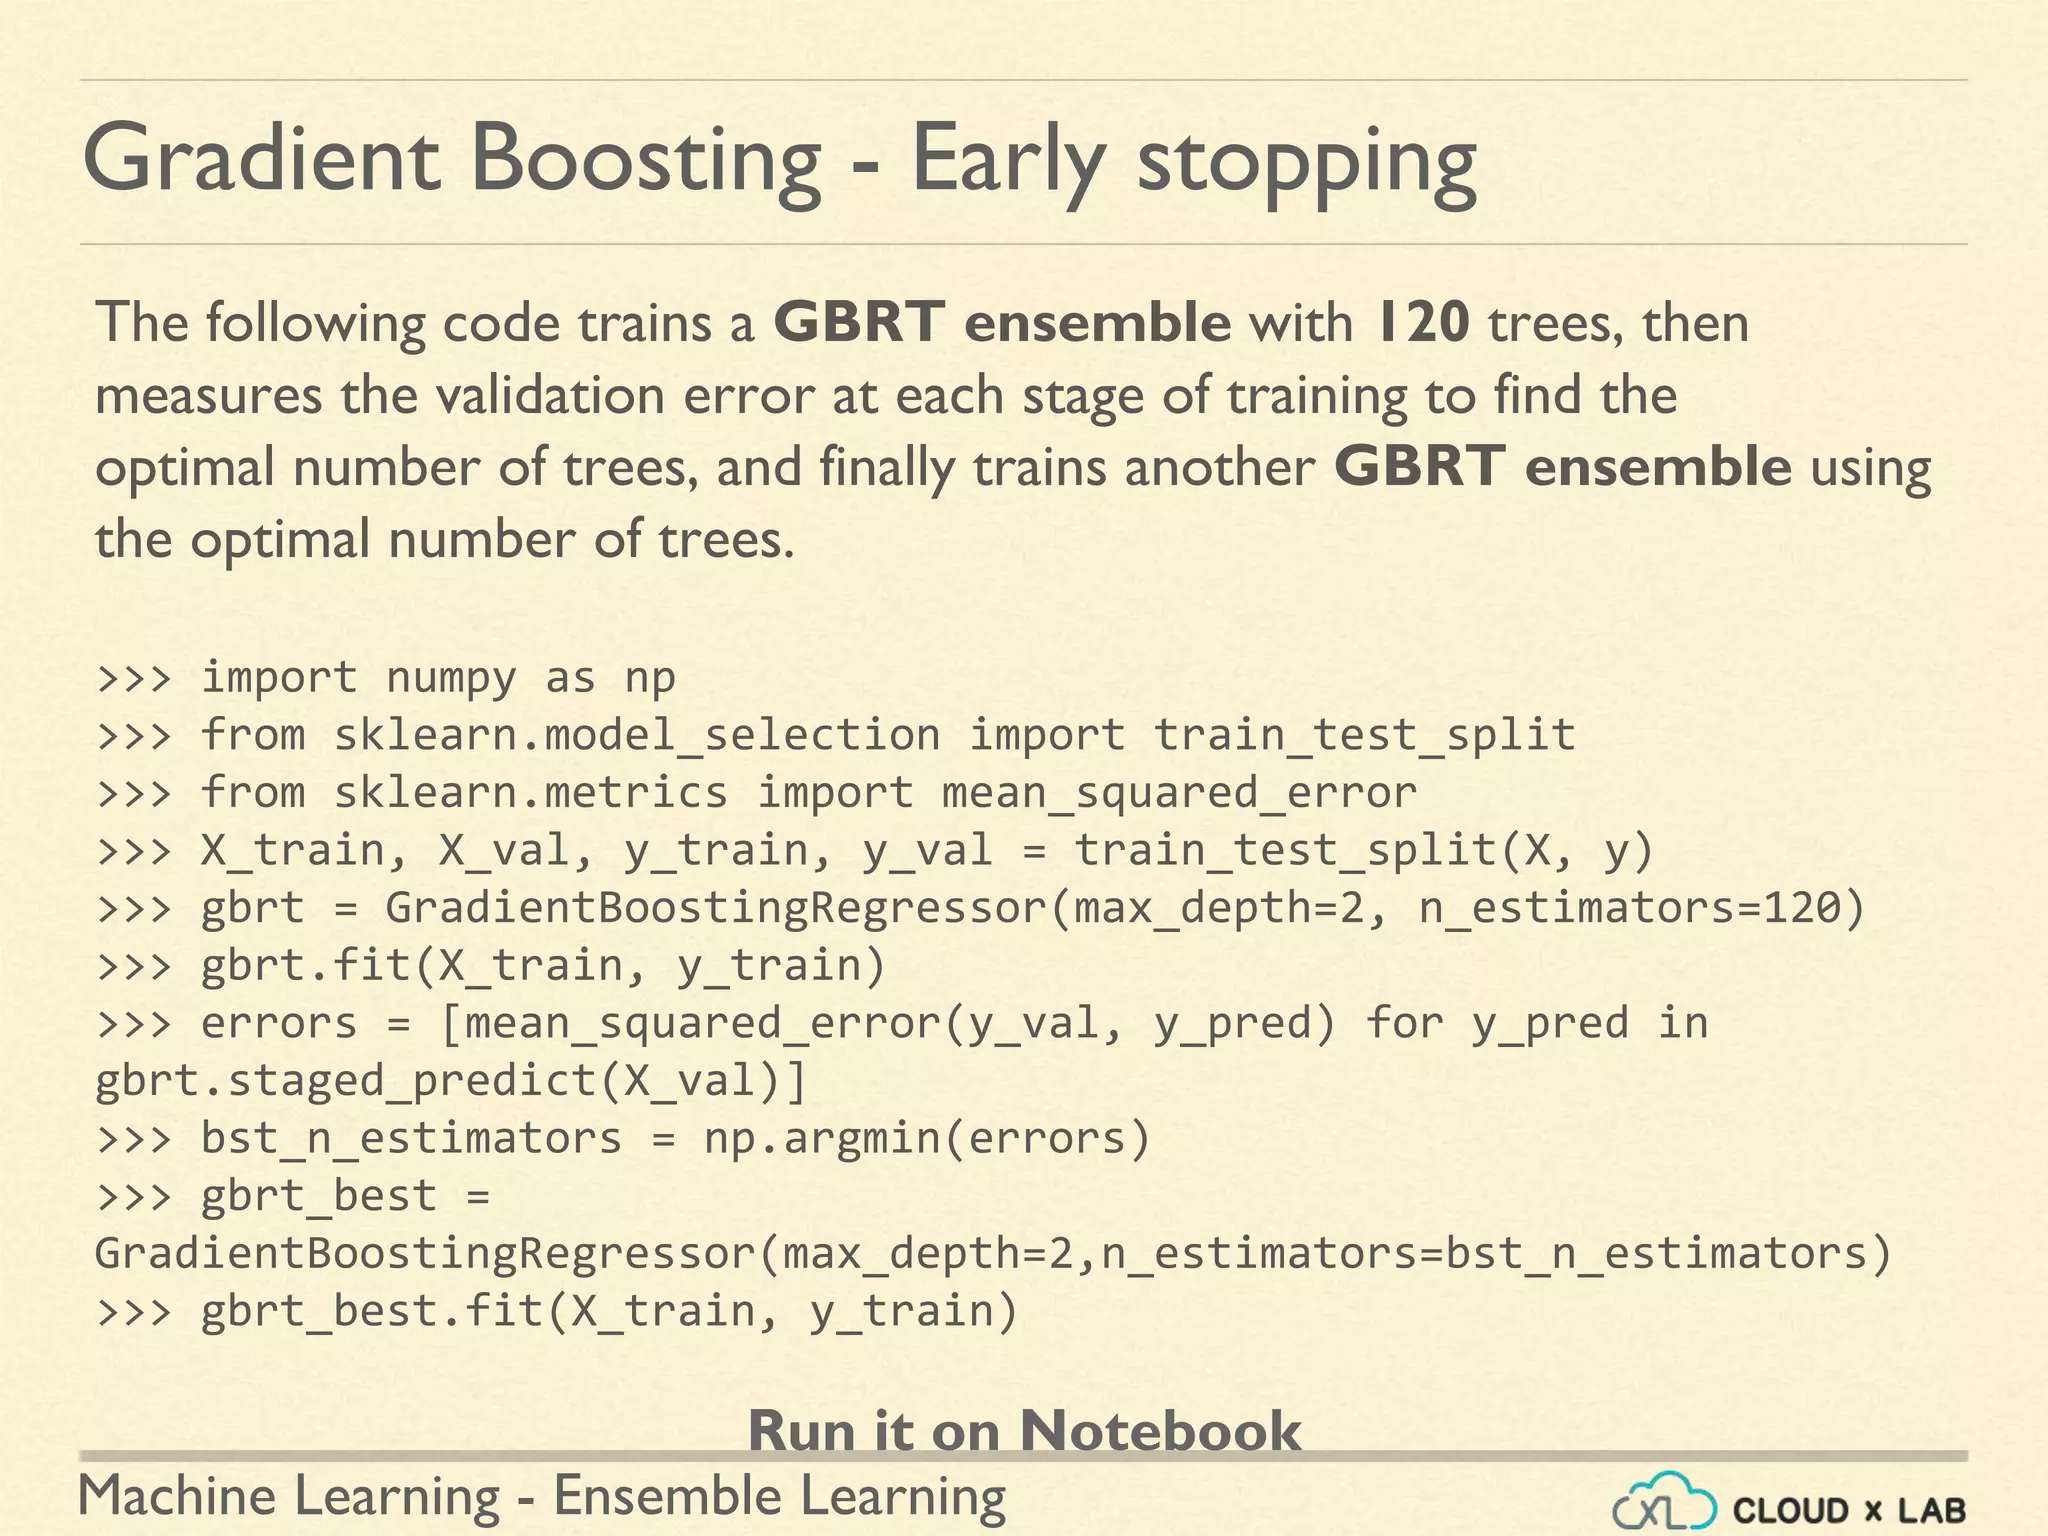 Gradient Boosting - Early stopping
The following code trains a GBRT ensemble with 120 trees, then
measures the validation error at each stage of training to find the
optimal number of trees, and finally trains another GBRT ensemble using
the optimal number of trees.
>>> import numpy as np
>>> from sklearn.model_selection import train_test_split
>>> from sklearn.metrics import mean_squared_error
>>> X_train, X_val, y_train, y_val = train_test_split(X, y)
>>> gbrt = GradientBoostingRegressor(max_depth=2, n_estimators=120)
>>> gbrt.fit(X_train, y_train)
>>> errors = [mean_squared_error(y_val, y_pred) for y_pred in
gbrt.staged_predict(X_val)]
>>> bst_n_estimators = np.argmin(errors)
>>> gbrt_best =
GradientBoostingRegressor(max_depth=2,n_estimators=bst_n_estimators)
>>> gbrt_best.fit(X_train, y_train)
Run it on Notebook
Machine Learning - Ensemble Learning
CXL CLOUD x LAB